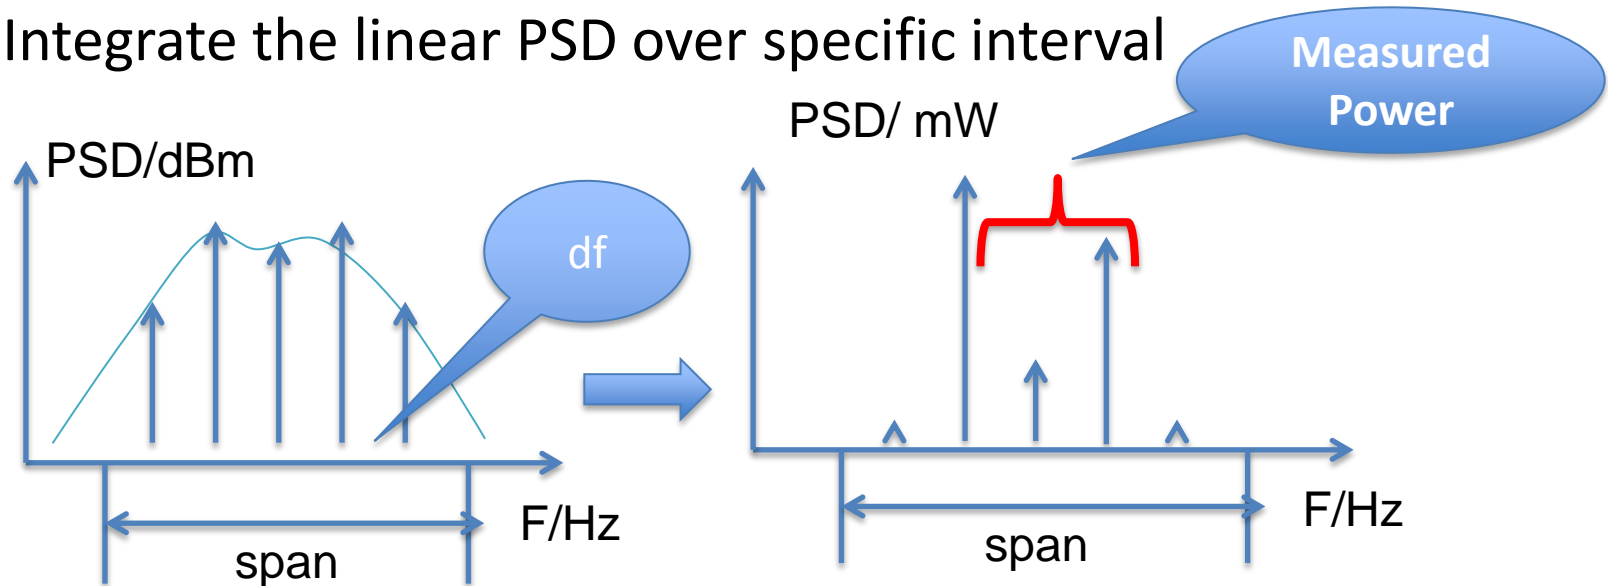 Integrate the linear PSD over specific interval
Measured
Power
PSD/dBm
df
F/Hz
span
PSD/ mW
F/Hz
span